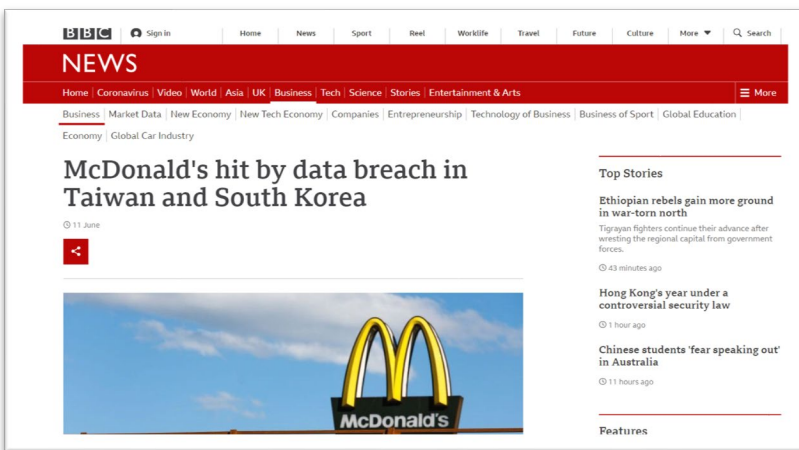 BBC Sign in Home News Sport Reel Worklife Travel Future Culture More Search
NEWS
Home Coronavirus Video World Asia UK Business Tech Science Stories Entertainment & Arts More
Business Market Data New Economy New Tech Economy Companies Entrepreneurship Technology of Business Business of Sport Global Education
Economy Global Car Industry
McDonald's hit by data breach in
Taiwan and South Korea
11 June
McDonald's
Top Stories
Ethiopian rebels gain more ground
in war-torn north
Tigrayan fighters continue their advance after
wresting the regional capital from government
forces.
43 minutes ago
Hong Kong's year under a
controversial security law
1 hour ago
Chinese students 'fear speaking out'
in Australia
11 hours ago
Features